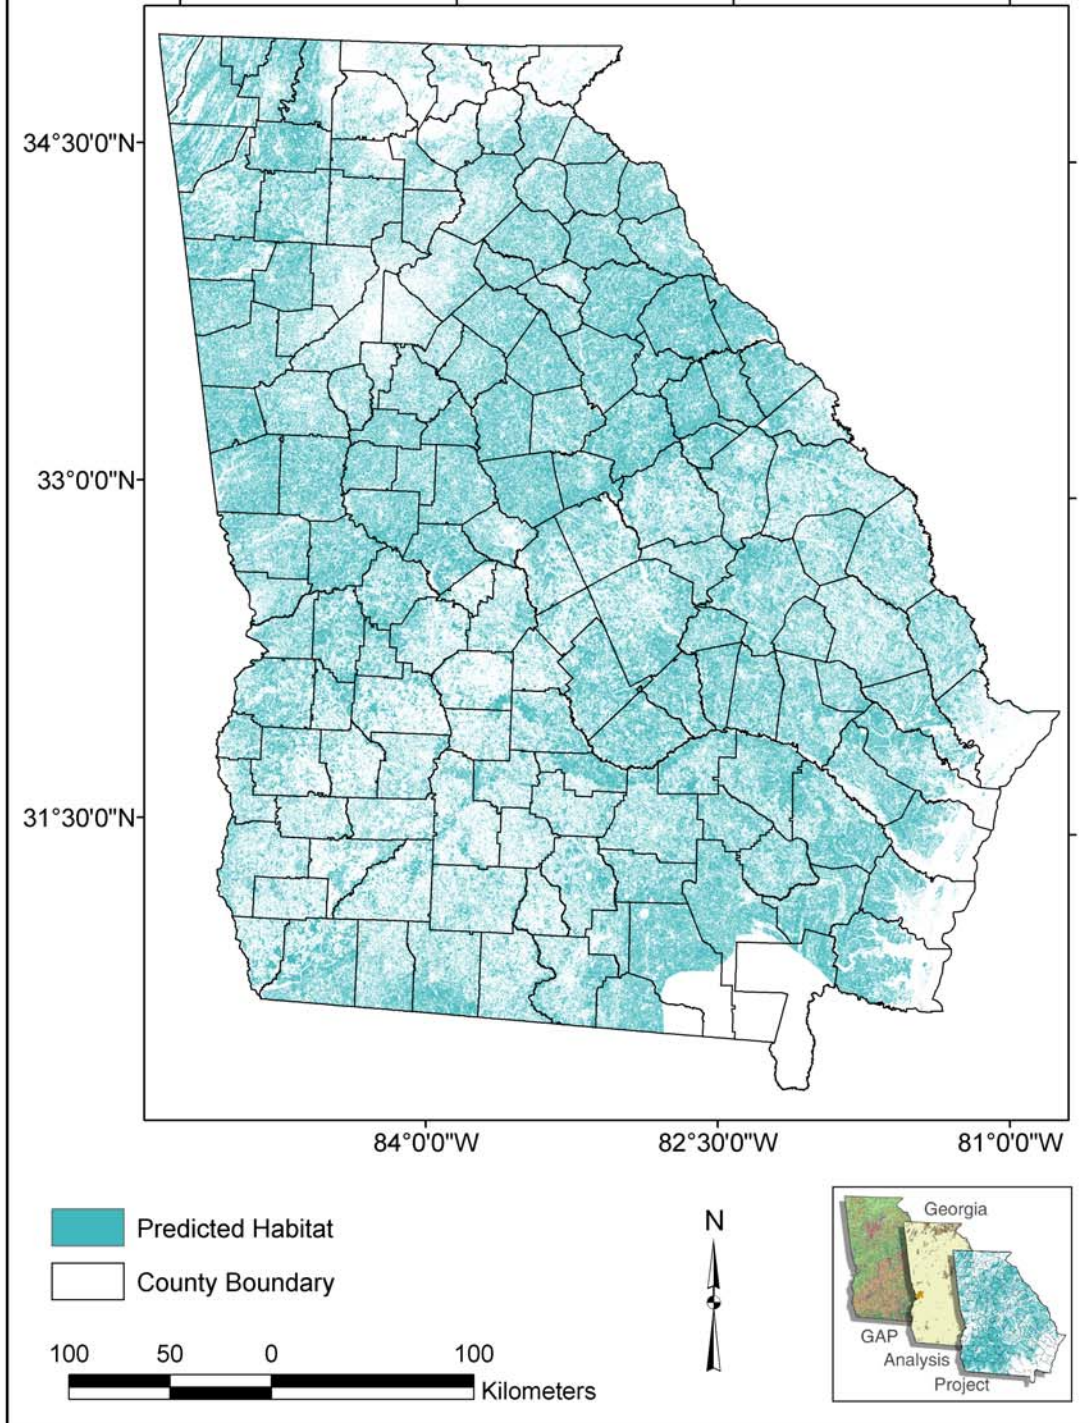 34°30'0"N
33°0'0"N
31°30'0"N
84°0'0"W 82°30'0"W 81°0'0"W
Predicted Habitat
County Boundary
100 50 0 100
Kilometers
N
Georgia
GAP
Analysis
Project